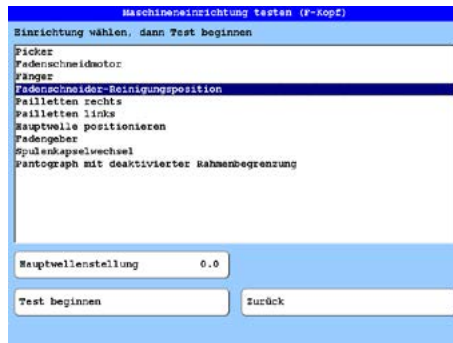 Maschineneinrichtung testen (F-Kopf)
Einrichtung wählen, dann Test beginnen
Picker
Fadenschneidmotor
Fänger
Fadenschneider-Reinigungsposition
Pailletten rechts
Pailletten links
Hauptwelle positionieren
Fadengeber
Spulenkapselwechsel
Pantograph mit deaktivierter Rahmenbegrenzung
Hauptwellenstellung 0.0
Test beginnen Zurück